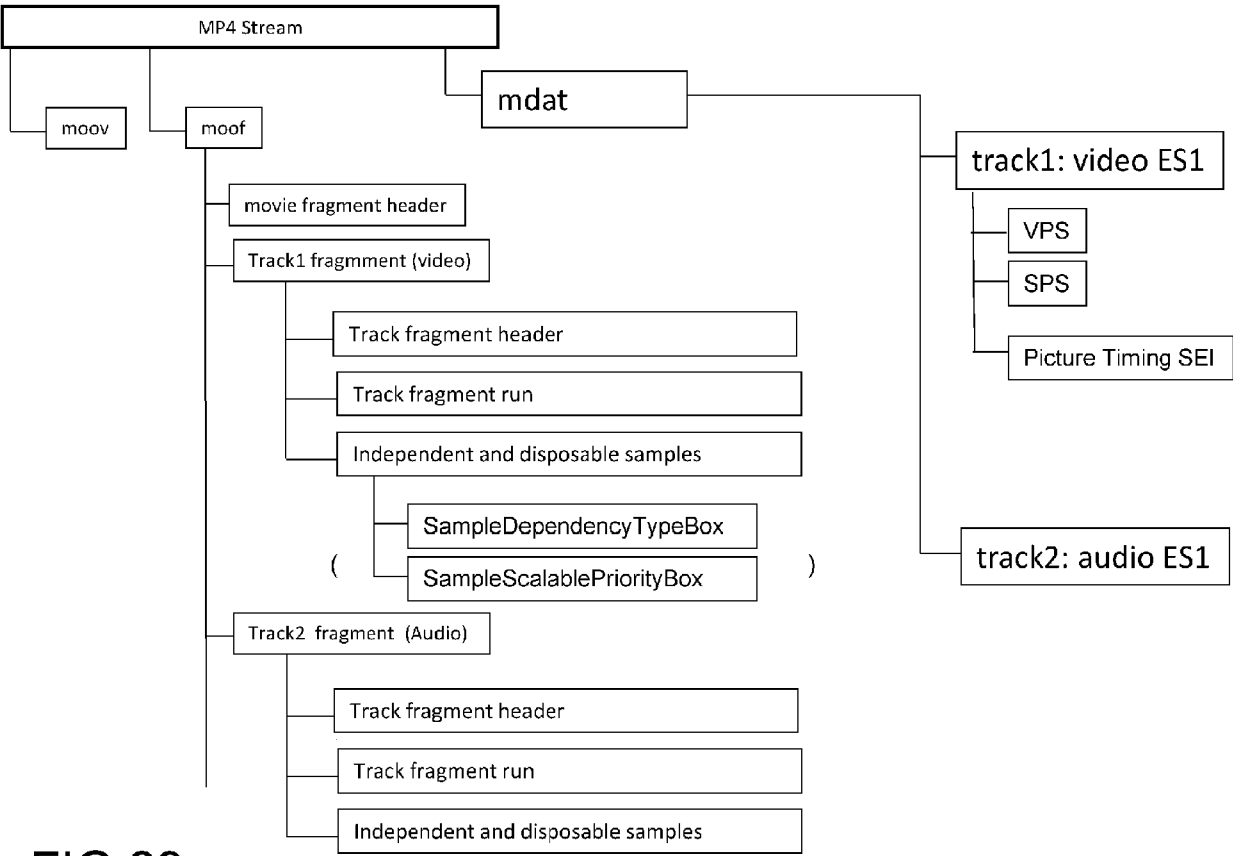 MP4 Stream
mdat
moov
moof
track1: video ES1
movie fragment header
VPS
Track1 fragmment (video)
SPS
Track fragment header
Picture Timing SEI
Track fragment run
Independent and disposable samples
SampleDependencyTypeBox
( SampleScalablePriorityBox )
track2: audio ES1
Track2 fragment (Audio)
Track fragment header
Track fragment run
Independent and disposable samples